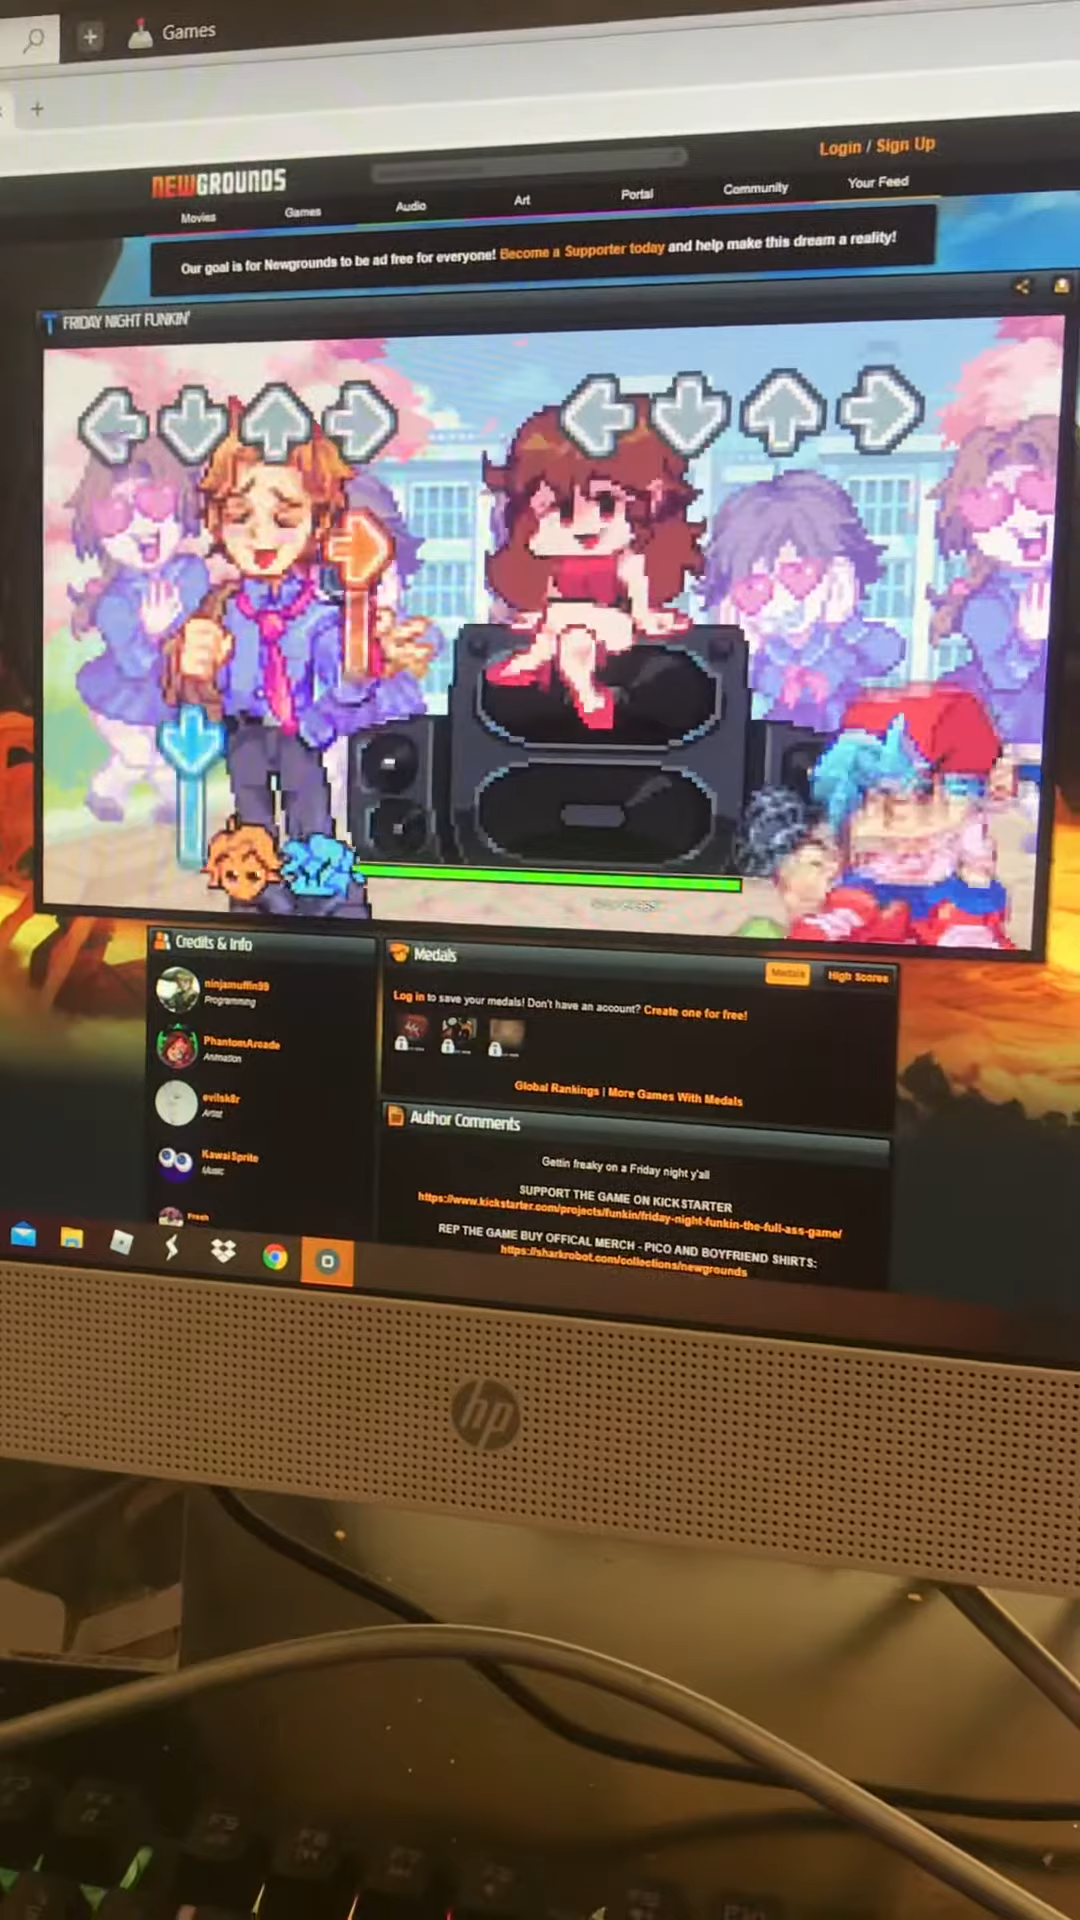 Games
NEWGROUNDS
Login / Sign Up
Movies
Games
Audio
Art
Portal
Community
Your Feed
Our goal is for Newgrounds to be ad free for everyone! Become a Supporter today and help make this dream a reality!
FRIDAY NIGHT FUNKIN'
Credits & Info
ninjamuffin99
Programming
PhantomArcade
Animation
evilsk8r
Artist
KawaiSprite
Music
Medals
Medals
High Scores
Log in to save your medals! Don't have an account? Create one for free!
Global Rankings | More Games With Medals
Author Comments
Gettin freaky on a Friday night y'all
SUPPORT THE GAME ON KICKSTARTER
https://www.kickstarter.com/projects/funkin/friday-night-funkin-the-full-ass-game/
REP THE GAME BUY OFFICAL MERCH - PICO AND BOYFRIEND SHIRTS:
https://sharkrobot.com/collections/newgrounds
hp
F5